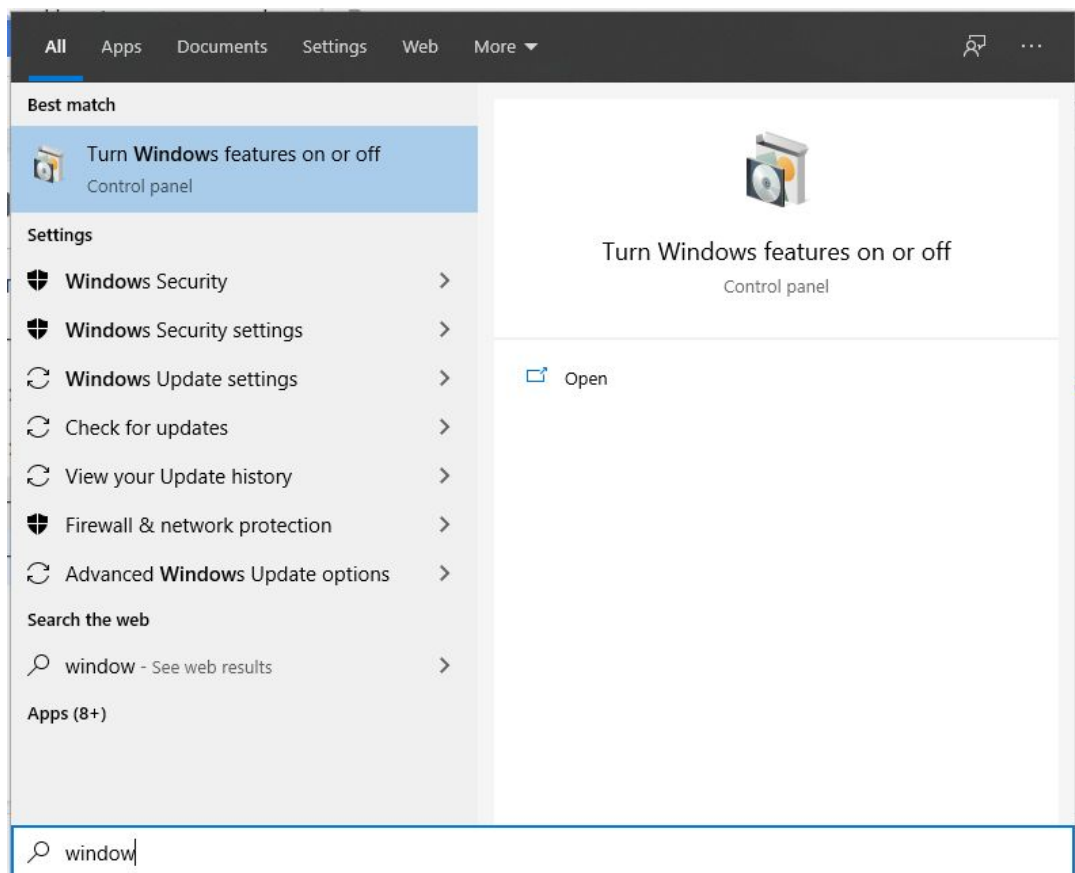 All Apps Documents Settings Web More
Best match
Turn Windows features on or off
Control panel
Settings
Windows Security
Windows Security settings
Windows Update settings
Check for updates
View your Update history
Firewall & network protection
Advanced Windows Update options
Search the web
window - See web results
Apps (8+)
Turn Windows features on or off
Control panel
Open
window